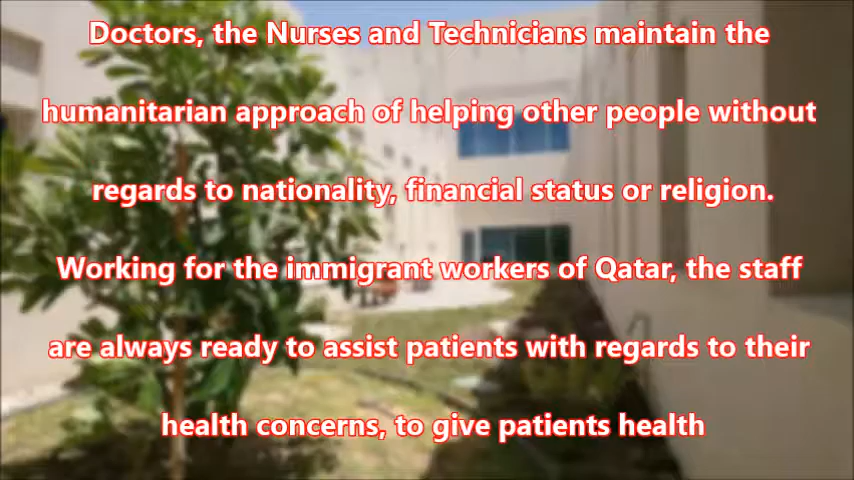 Doctors, the Nurses and Technicians maintain the
humanitarian approach of helping other people without
regards to nationality, financial status or religion.
Working for the immigrant workers of Qatar, the staff
are always ready to assist patients with regards to their
health concerns, to give patients health